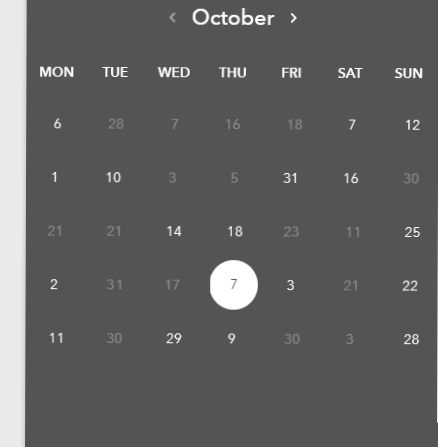 ‹ October ›
MON TUE WED THU FRI SAT SUN
6 28 7 16 18 7 12
1 10 3 5 31 16 30
21 21 14 18 23 11 25
2 31 17 7 3 21 22
11 30 29 9 30 3 28